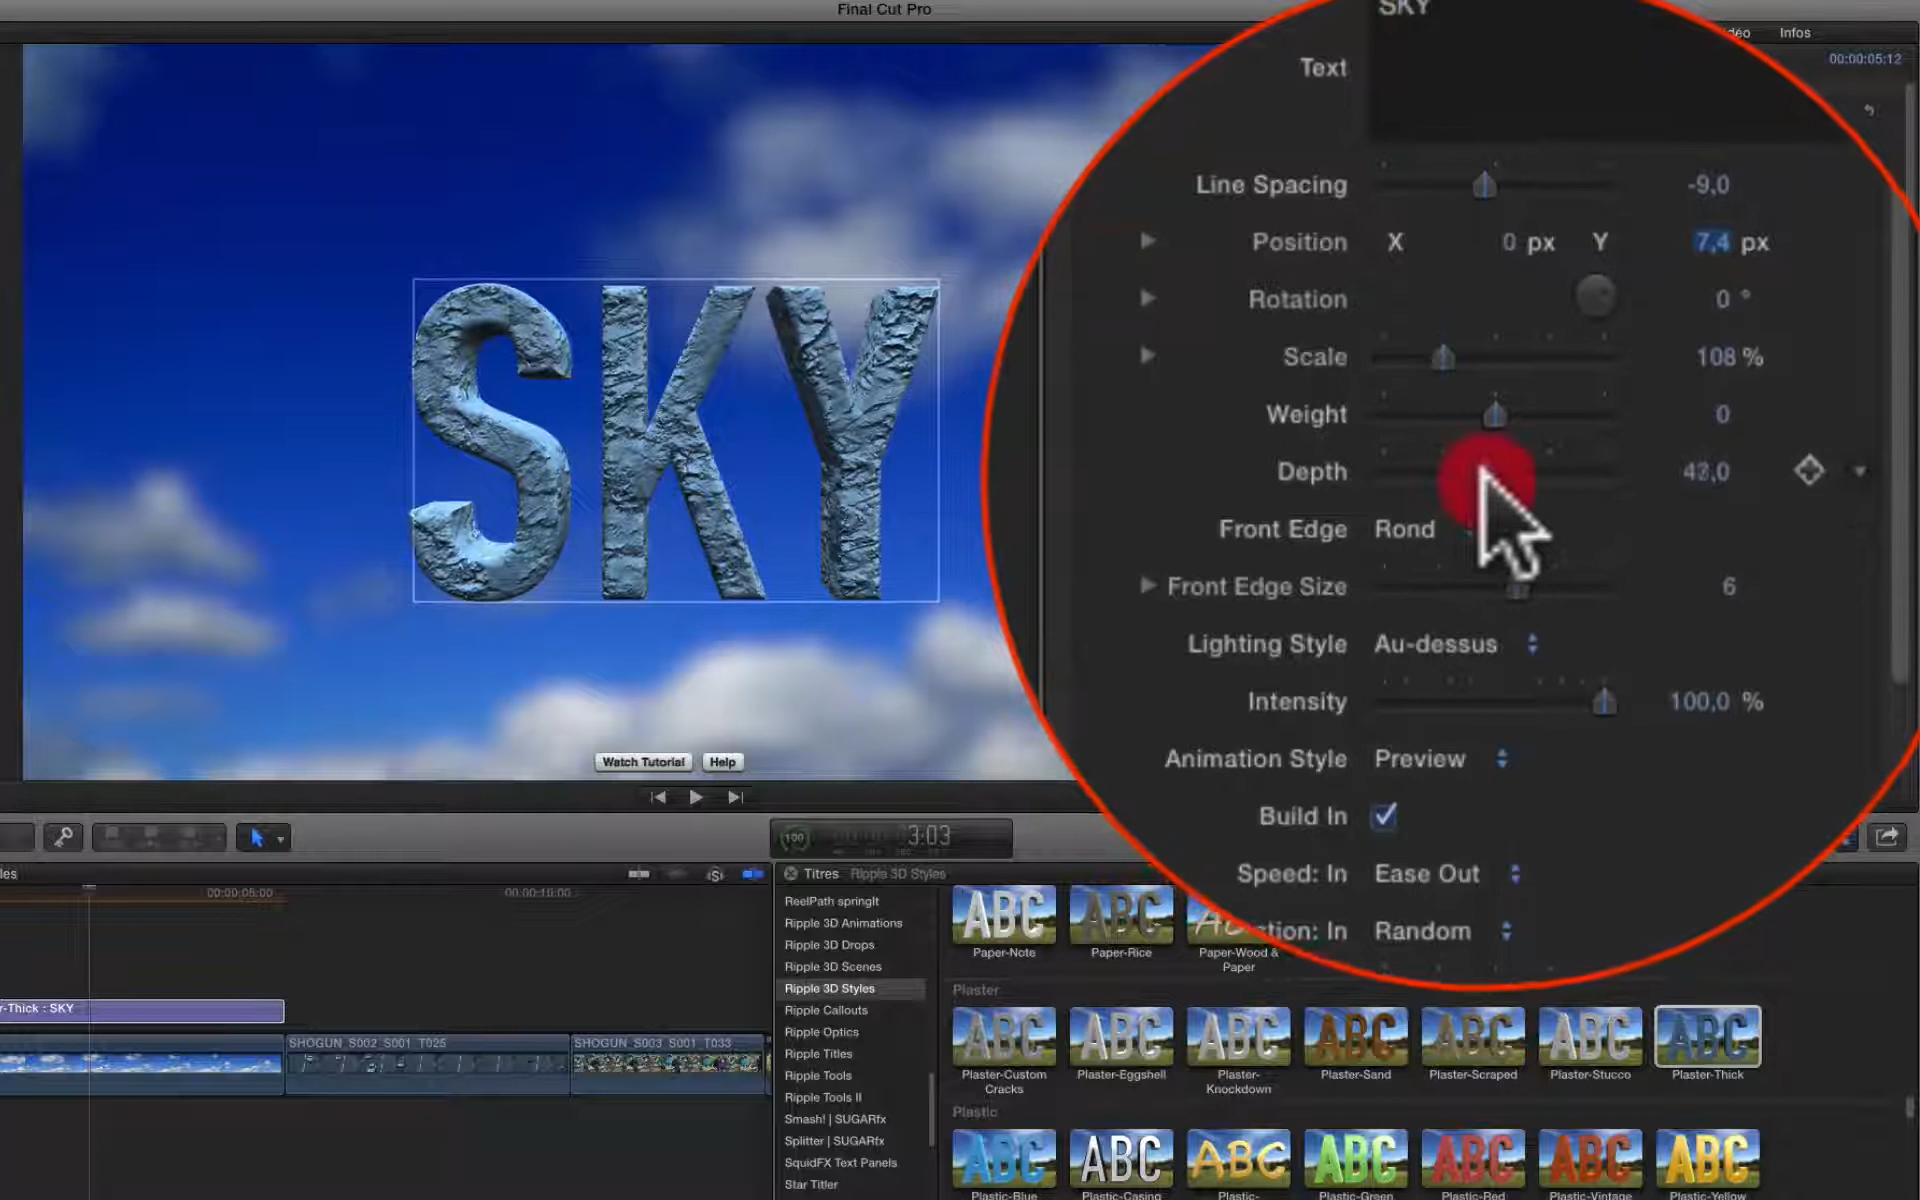 Final Cut Pro
SKY
Text
Infos
00:00:05:12
Line Spacing -9,0
Position X 0 px Y 7,4 px
Rotation 0 °
Scale 108 %
Weight 0
Depth
Front Edge Rond
Front Edge Size 6
Lighting Style Au-dessus
Intensity 100,0 %
Animation Style Preview
Build In
Speed: In Ease Out
ction: In Random
SKY
Watch Tutorial Help
100 3:03
les
00:00:05:00 00:00:10:00
r-Thick : SKY
SHOGUN_S002_S001_T025 SHOGUN_S003_S001_T033
Titres Ripple 3D Styles
ReelPath springIt
Ripple 3D Animations
Ripple 3D Drops
Ripple 3D Scenes
Ripple 3D Styles
Ripple Callouts
Ripple Optics
Ripple Titles
Ripple Tools
Ripple Tools II
Smash! | SUGARfx
Splitter | SUGARfx
SquidFX Text Panels
Star Titler
ABC ABC
Paper-Note Paper-Rice Paper-Wood & Paper
Plaster
ABC ABC ABC ABC ABC ABC ABC
Plaster-Custom Cracks Plaster-Eggshell Plaster-Knockdown Plaster-Sand Plaster-Scraped Plaster-Stucco Plaster-Thick
Plastic
ABC ABC ABC ABC ABC ABC ABC
Plastic-Blue Plastic-Casing Plastic- Plastic-Green Plastic-Red Plastic-Vintage Plastic-Yellow